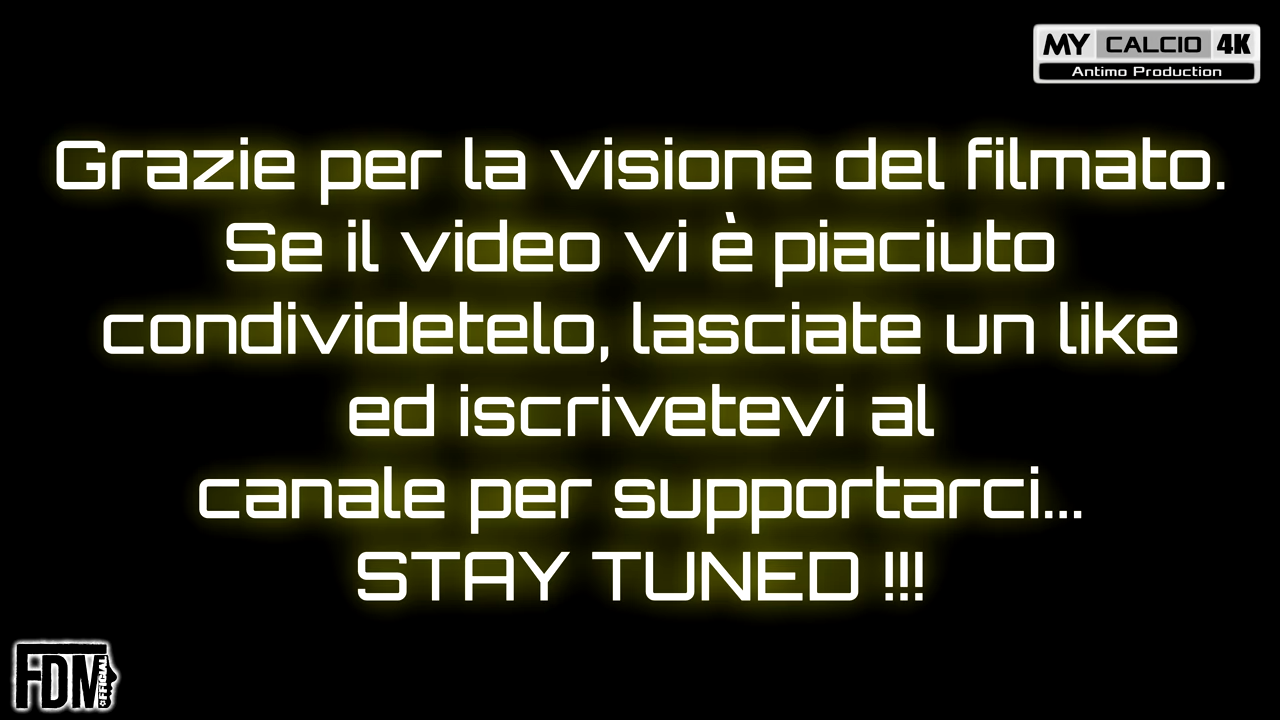 MY CALCIO 4K
Antimo Production
Grazie per la visione del filmato.
Se il video vi è piaciuto
condividetelo, lasciate un like
ed iscrivetevi al
canale per supportarci...
STAY TUNED !!!
FDM
OFFICIAL